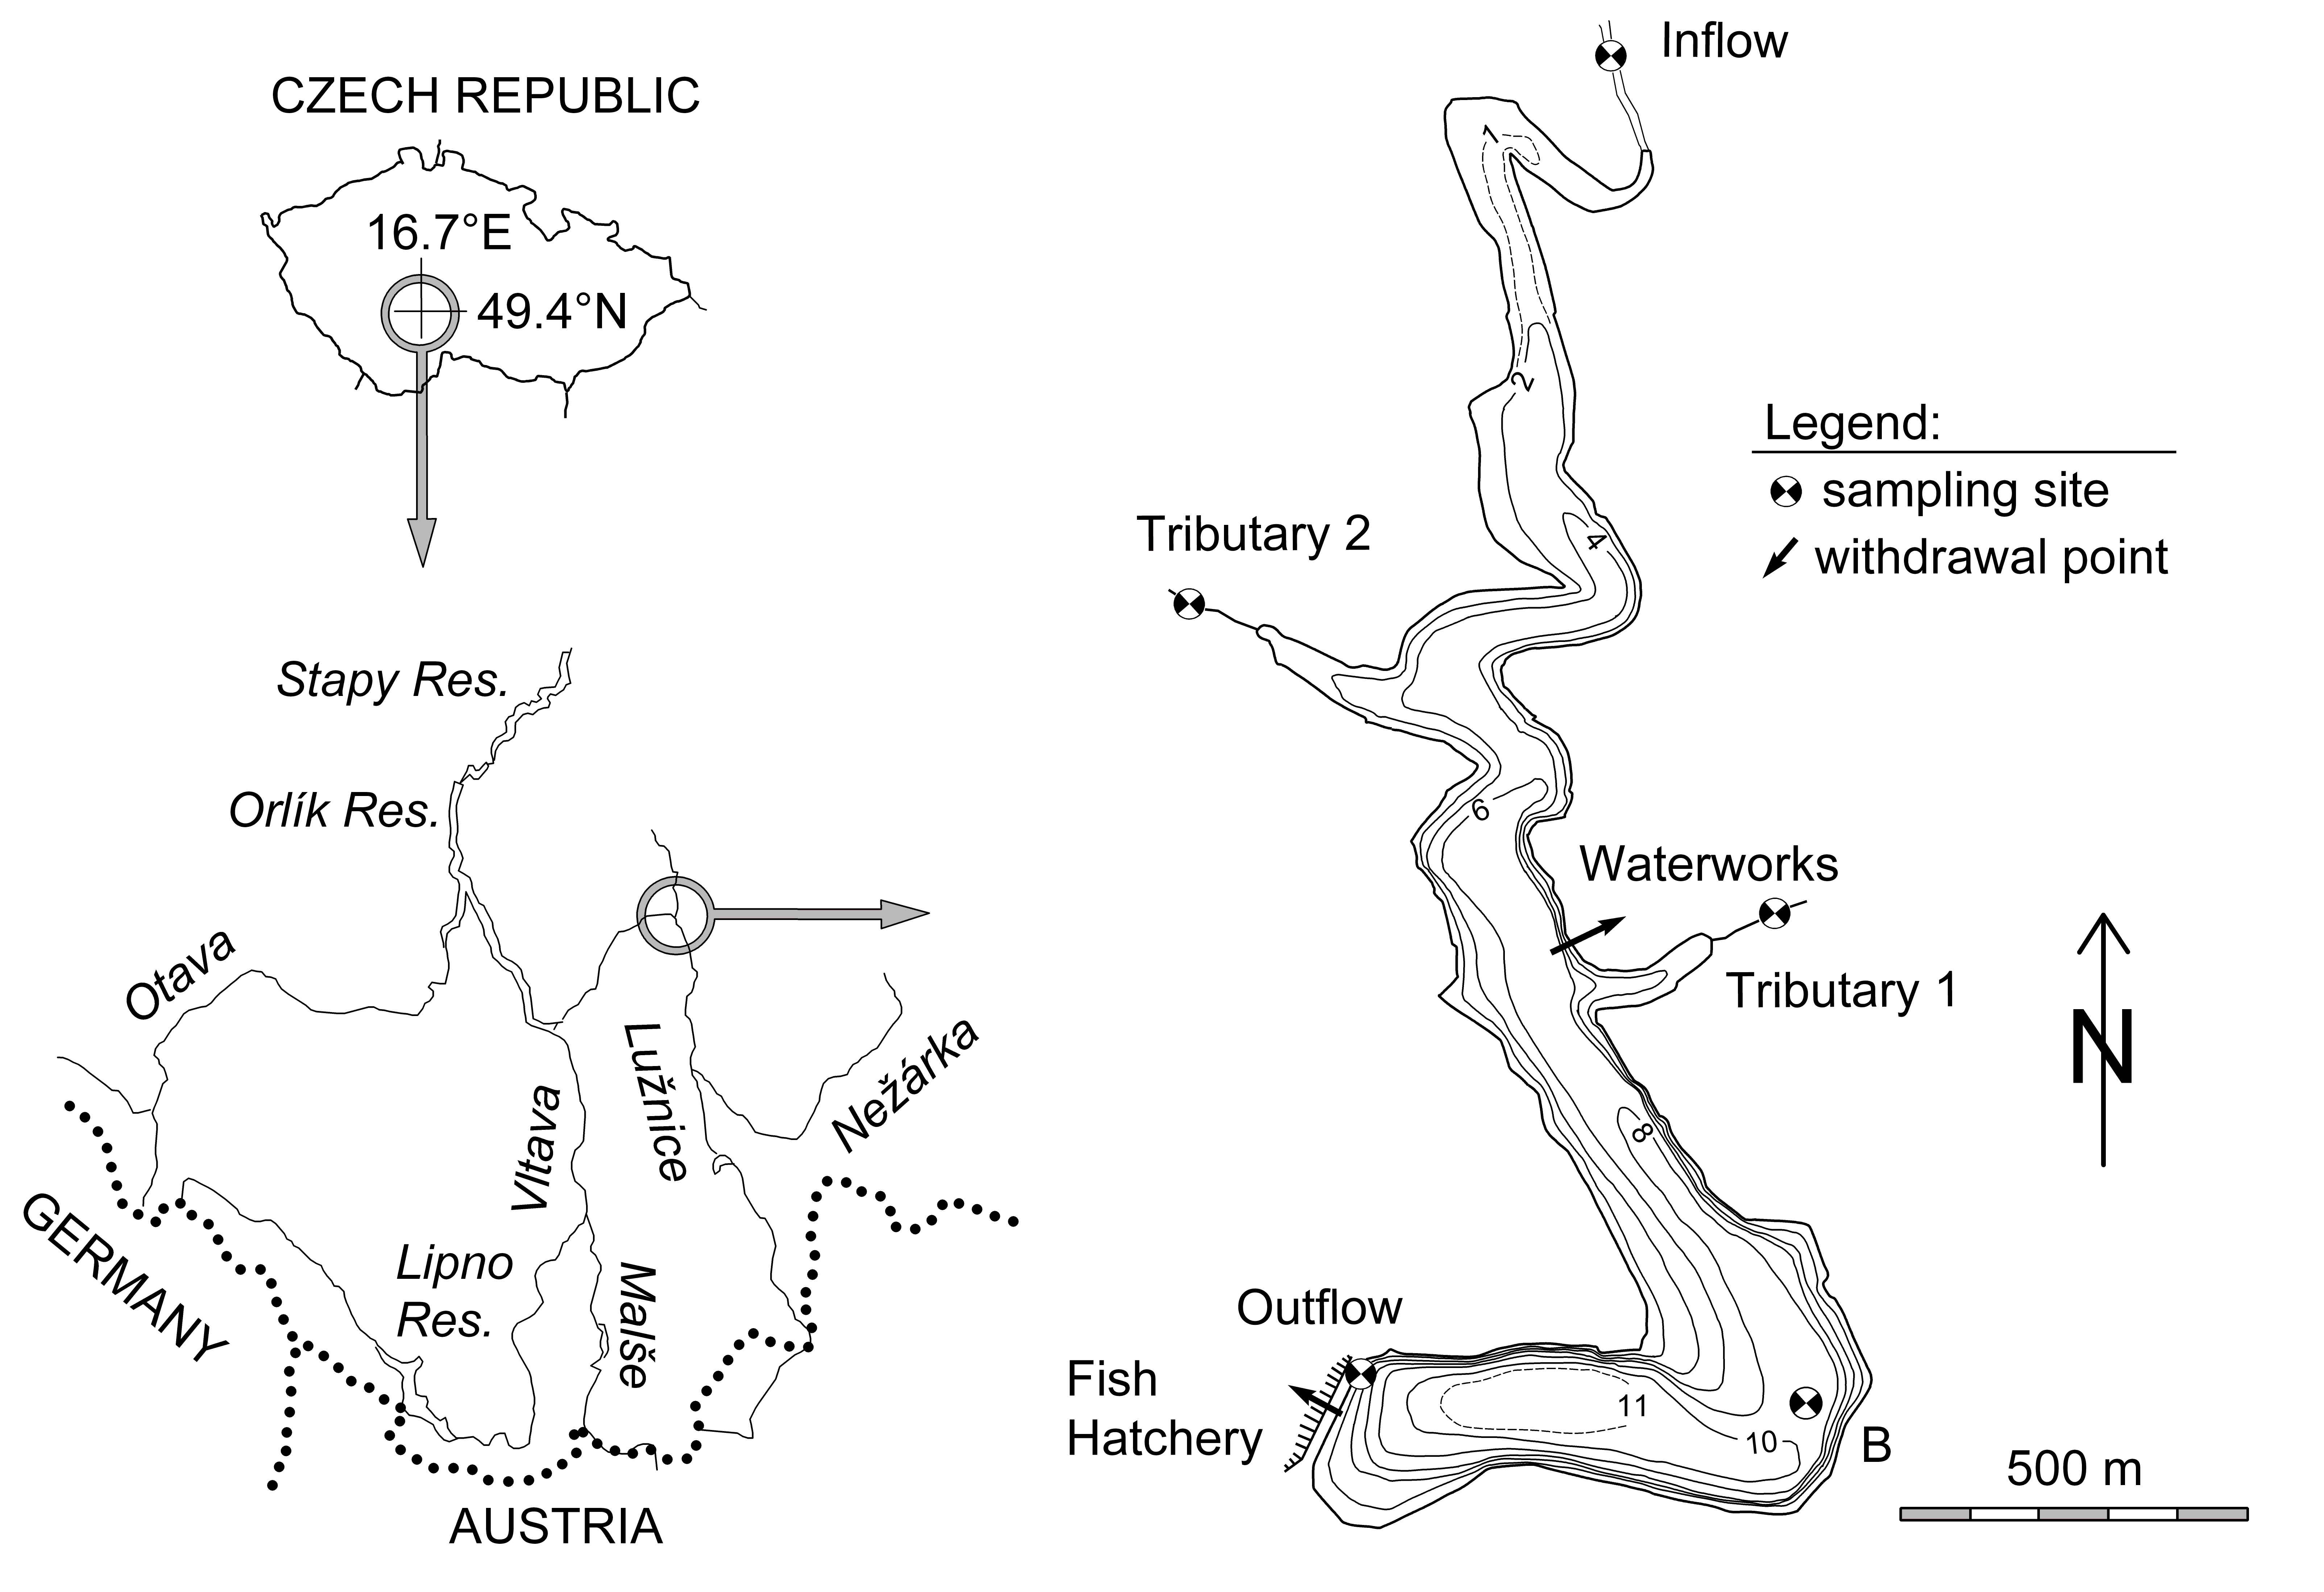 CZECH REPUBLIC
16.7°E
49.4°N
Stapy Res.
Orlík Res.
Otava
Lužnice
Nežárka
Vltava
GERMANY
Lipno
Res.
Malše
AUSTRIA
Inflow
2
Legend:
sampling site
withdrawal point
Tributary 2
4
6
Waterworks
Tributary 1
8
N
Outflow
Fish
Hatchery
11
10
B
500 m